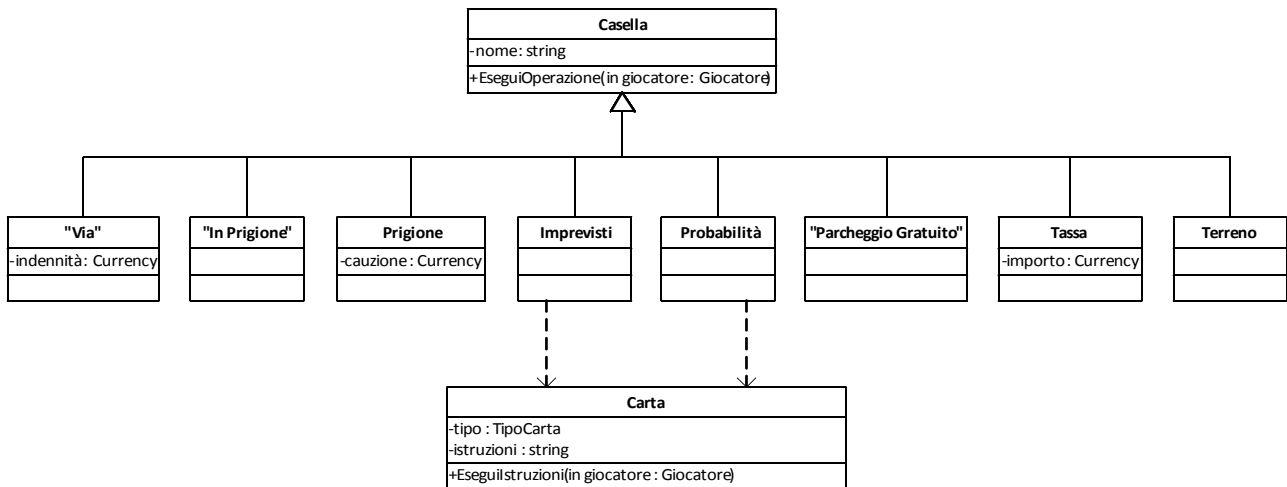 Casella
-nome: string
+EseguiOperazione(in giocatore: Giocatore)
"Via"
-indennità: Currency
"In Prigione"
Prigione
-cauzione: Currency
Imprevisti
Probabilità
"Parcheggio Gratuito"
Tassa
-importo: Currency
Terreno
Carta
-tipo : TipoCarta
-istruzioni : string
+EseguiIstruzioni(in giocatore : Giocatore)